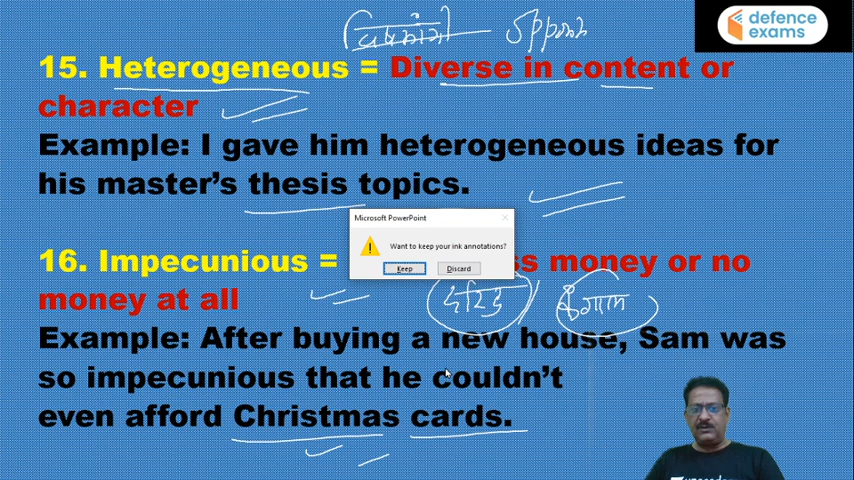 defence
exams
15. Heterogeneous = Diverse in content or
character
Example: I gave him heterogeneous ideas for
his master's thesis topics.
Microsoft PowerPoint
Want to keep your ink annotations?
Keep Discard
16. Impecunious = ss money or no
money at all
दरिद्र / कंगाल
Example: After buying a new house, Sam was
so impecunious that he couldn't
even afford Christmas cards.